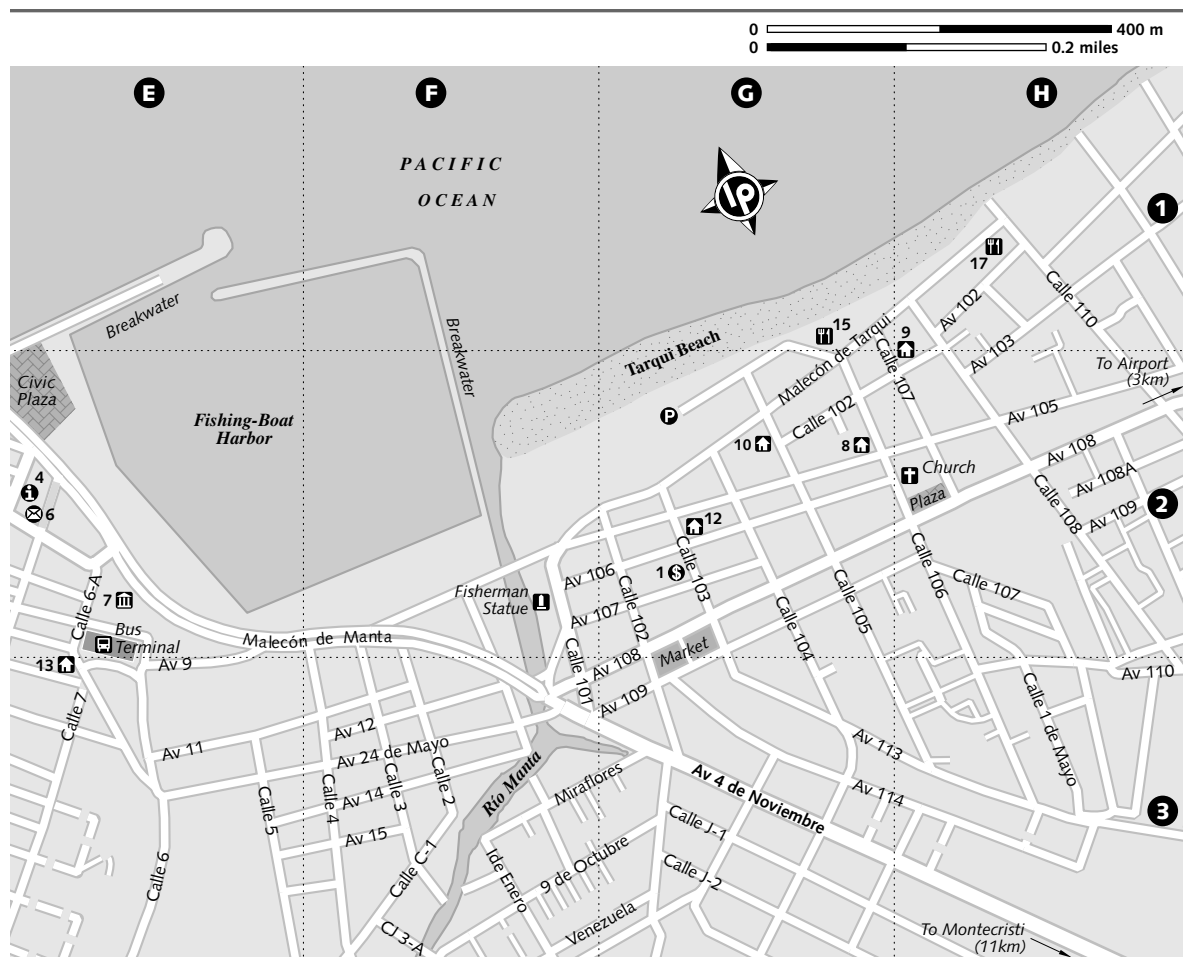 0 400 m
0 0.2 miles
E F G H
PACIFIC
OCEAN
1
17
Calle 110
Breakwater
Breakwater
15
9
Av 102
Malecón de Tarqui
Calle 107
Av 103
Tarqui Beach
To Airport
(3km)
Civic
Plaza
Fishing-Boat
Harbor
P
Calle 102
Av 105
10
8
Av 108
Church
Av 108A
Plaza
4
6
2
Calle 108
Av 109
12
Calle 103
1
$
Av 106
Calle 106
Calle 107
Calle 6-A
7
Fisherman
Statue
Av 107
Calle 102
Calle 105
Calle 104
Bus
Terminal
Malecón de Manta
Market
13
Av 9
Calle 101
Av 108
Av 110
Av 109
Calle 7
Calle 1 de Mayo
Av 12
Av 11
Av 24 de Mayo
Av 113
Río Manta
Miraflores
Av 4 de Noviembre
Av 114
Calle 5
Calle 4
Calle 3
Calle 2
Av 14
3
Av 15
Calle J-1
Calle 6
Calle C-1
Ide Enero
9 de Octubre
Calle J-2
CJ 3-A
Venezuela
To Montecristi
(11km)